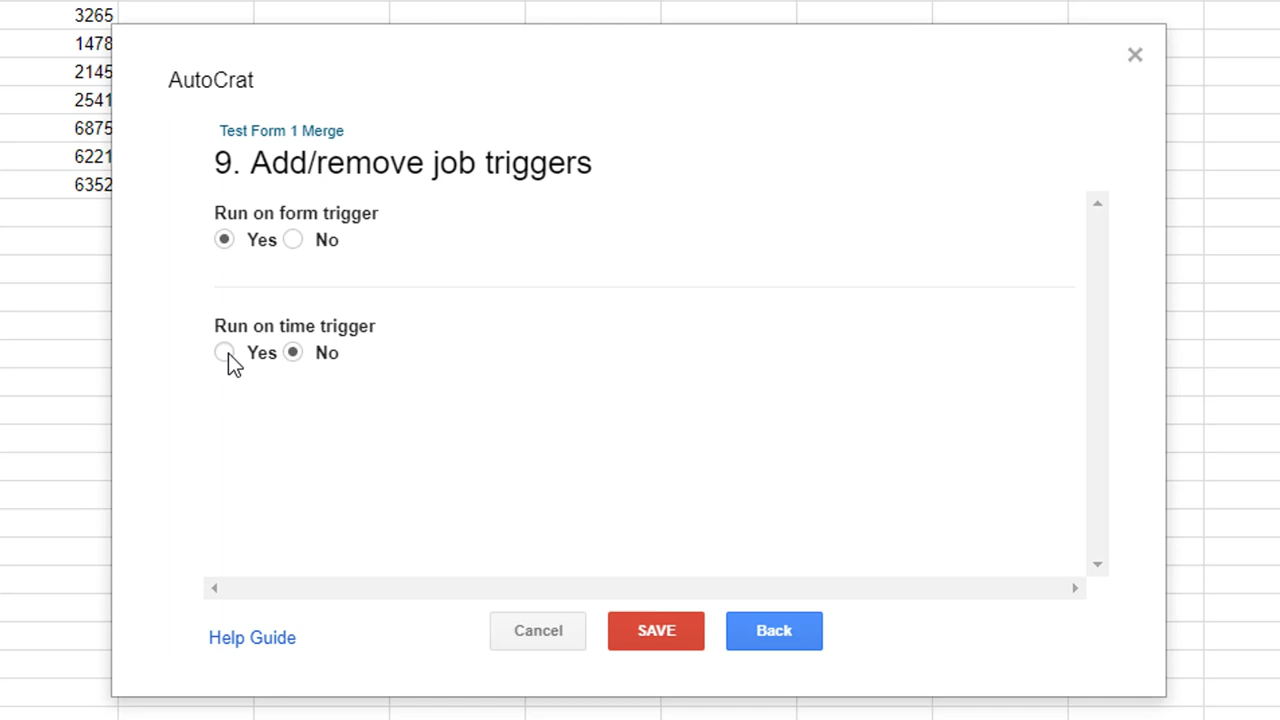 3265
1478
2145
2541
6875
6221
6352
AutoCrat
Test Form 1 Merge
9. Add/remove job triggers
Run on form trigger
Yes No
Run on time trigger
Yes No
Help Guide
Cancel SAVE Back